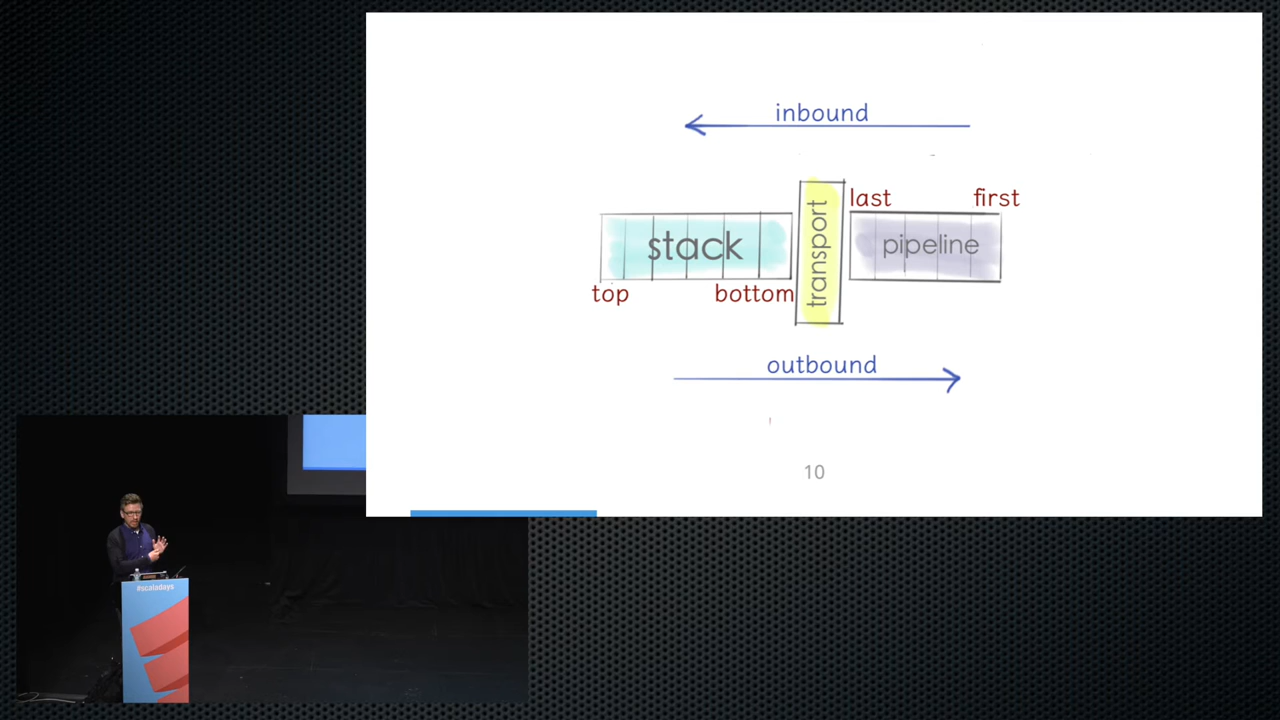 inbound
last first
transport
stack
pipeline
top bottom
outbound
10
#scaladays